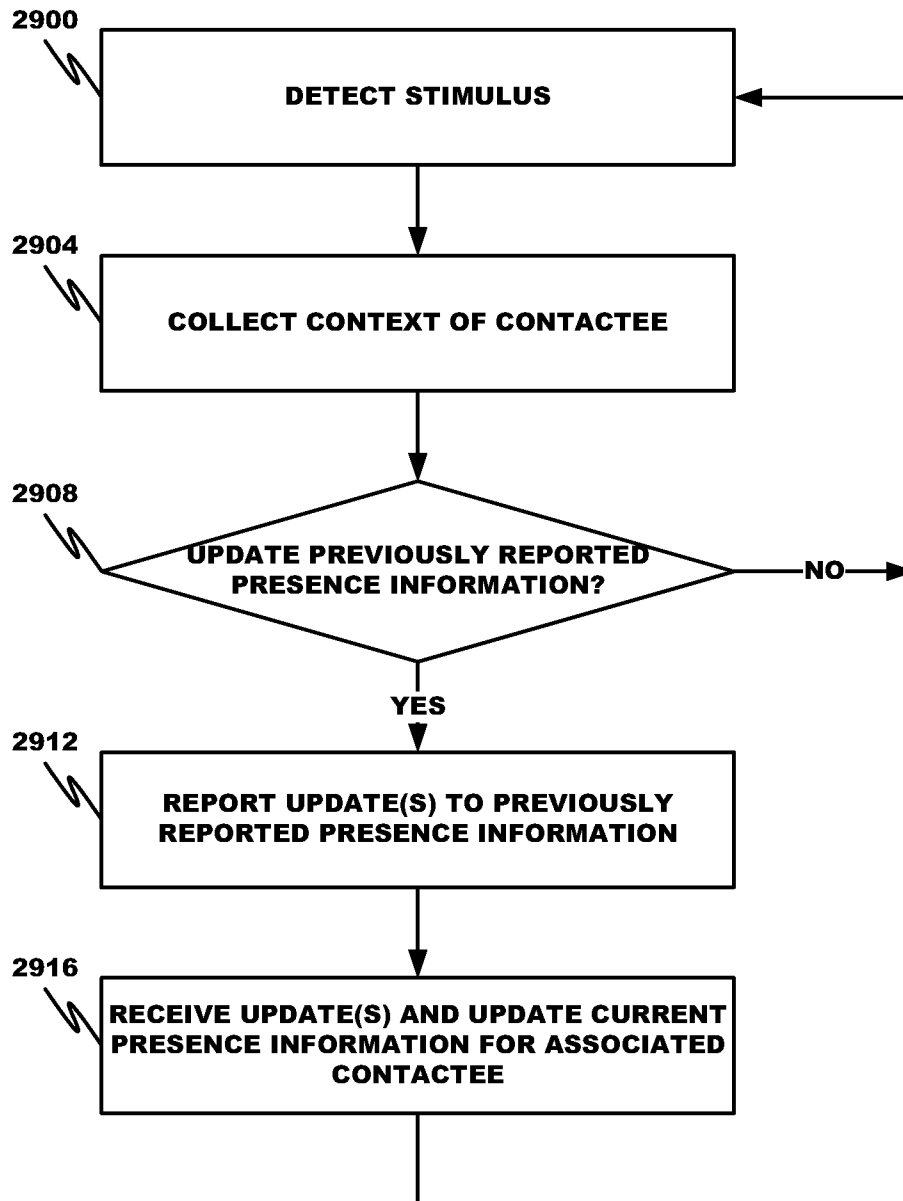 2900
DETECT STIMULUS
2904
COLLECT CONTEXT OF CONTACTEE
2908
UPDATE PREVIOUSLY REPORTED
PRESENCE INFORMATION?
NO
YES
2912
REPORT UPDATE(S) TO PREVIOUSLY
REPORTED PRESENCE INFORMATION
2916
RECEIVE UPDATE(S) AND UPDATE CURRENT
PRESENCE INFORMATION FOR ASSOCIATED
CONTACTEE